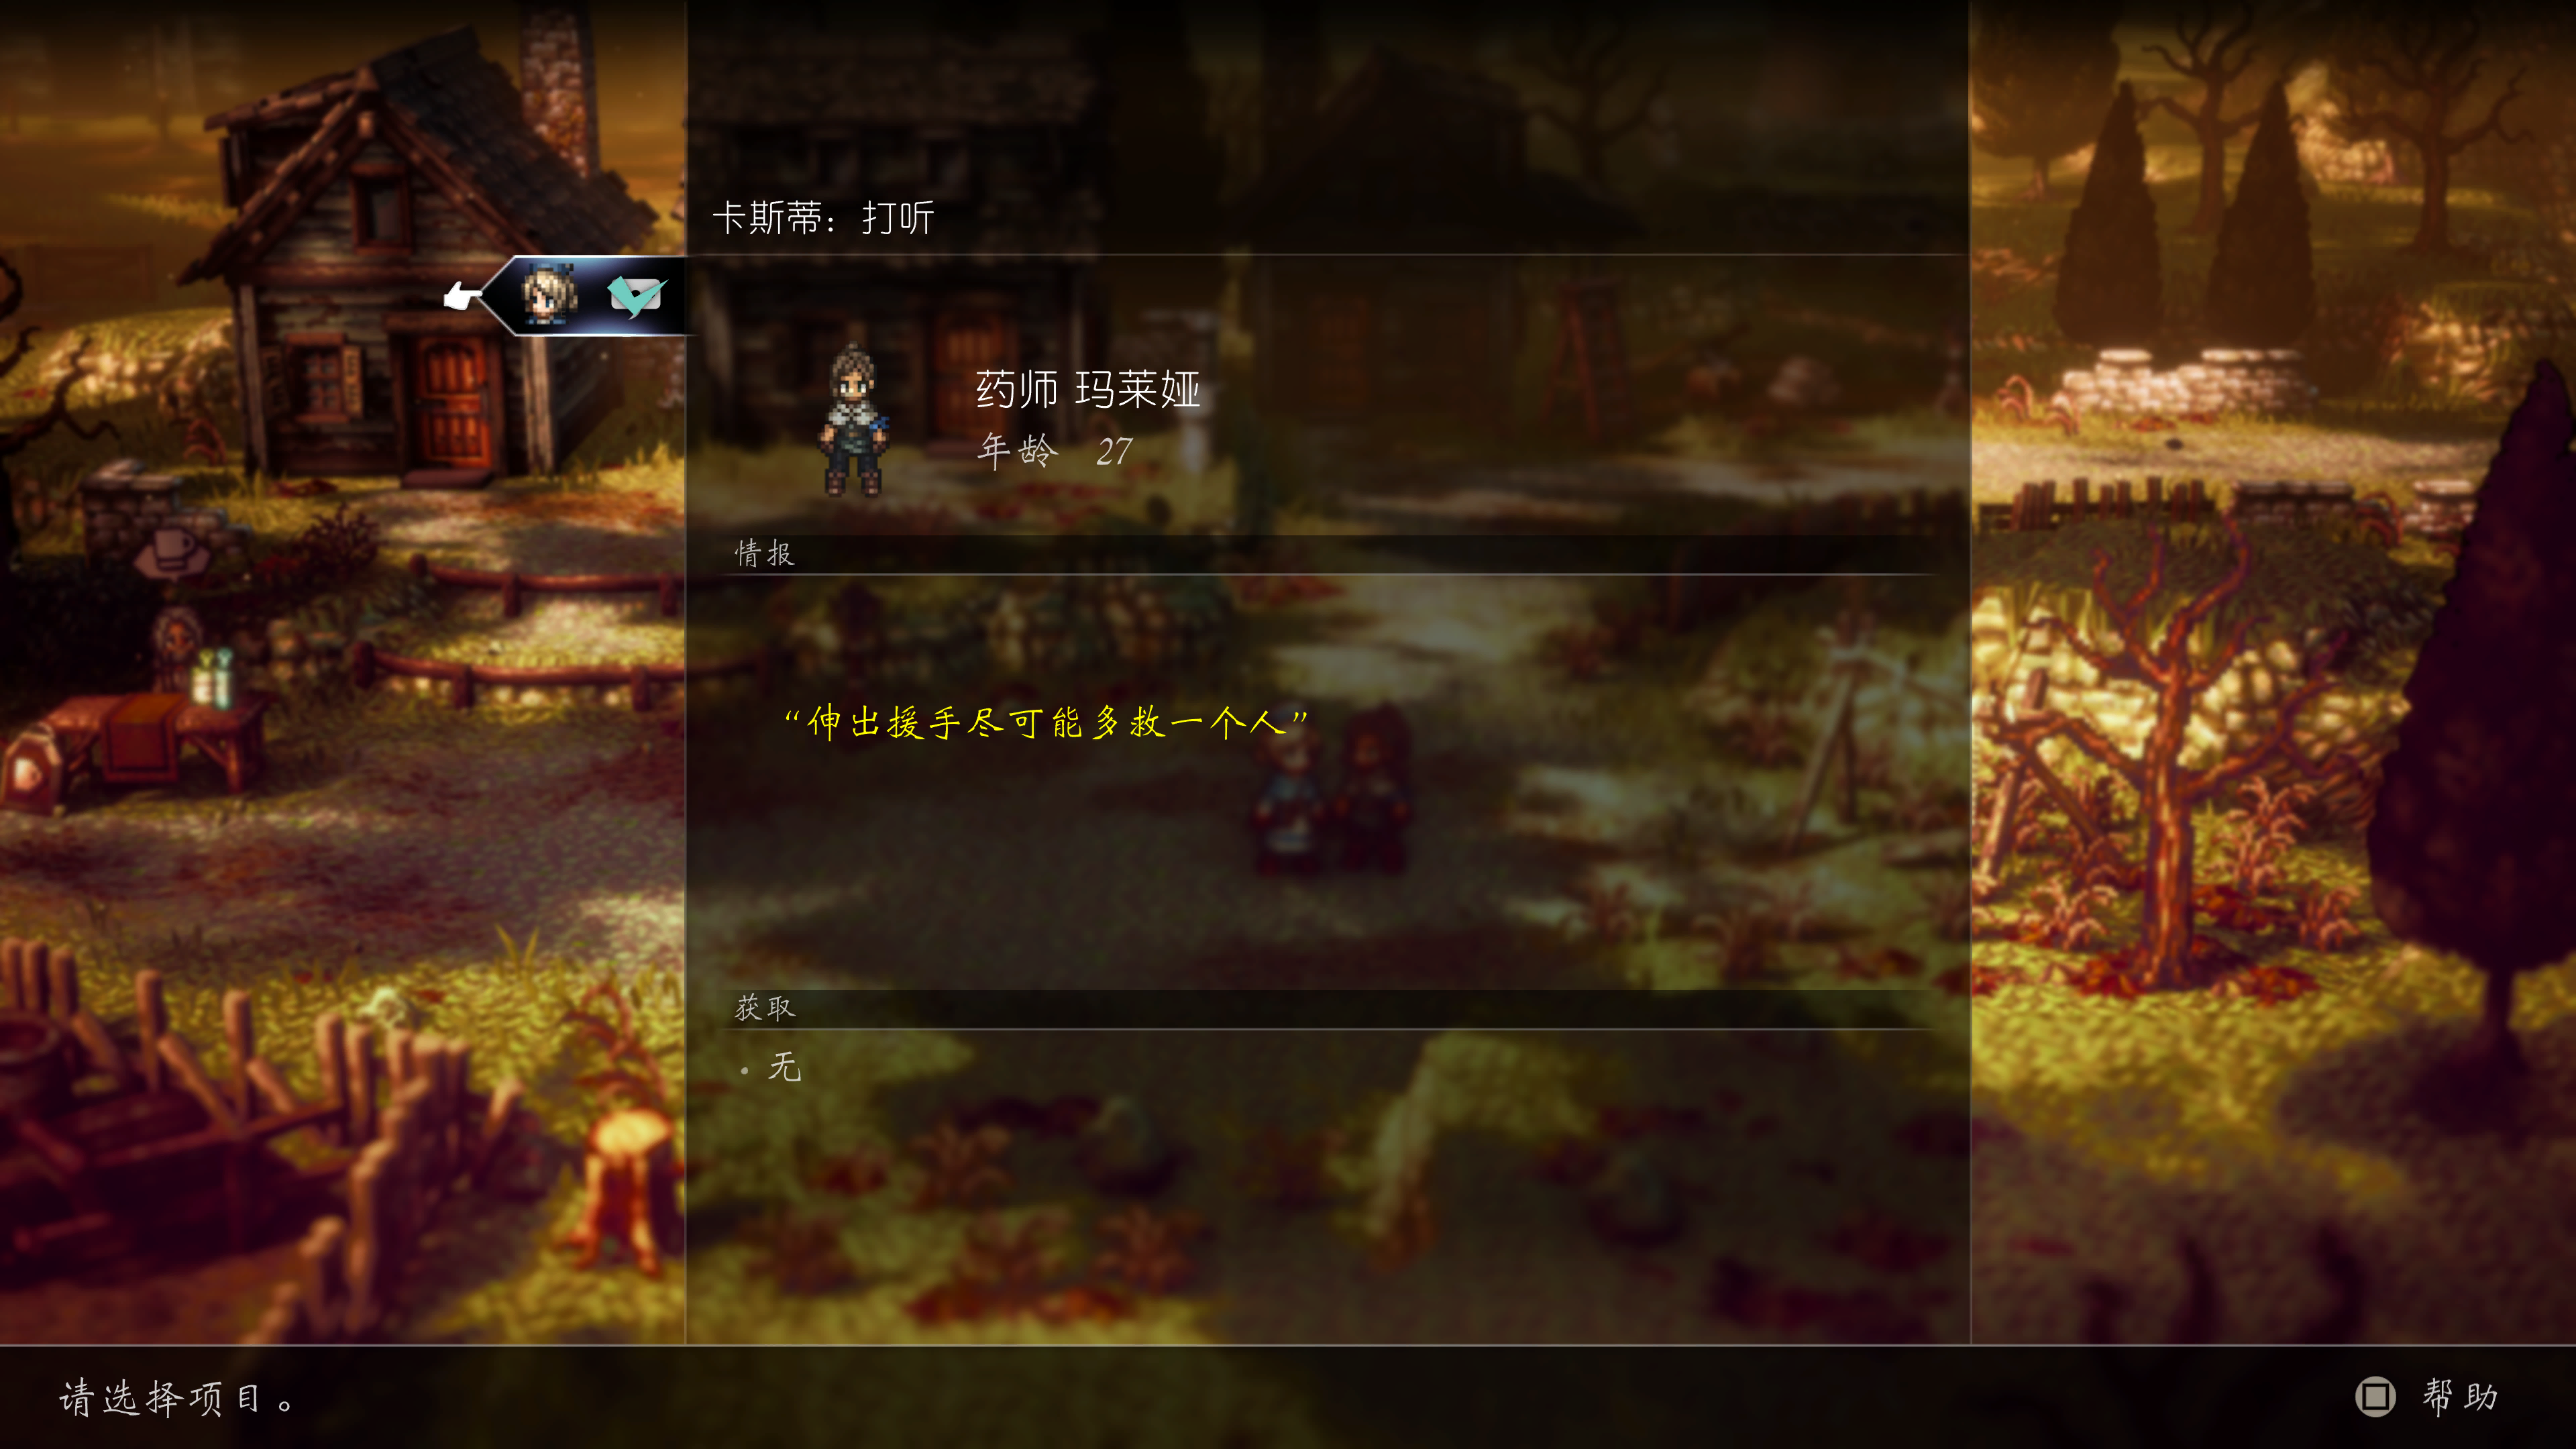 卡斯蒂：打听
药师 玛莱娅
年龄 27
情报
“伸出援手尽可能多救一个人”
获取
• 无
请选择项目。
帮助